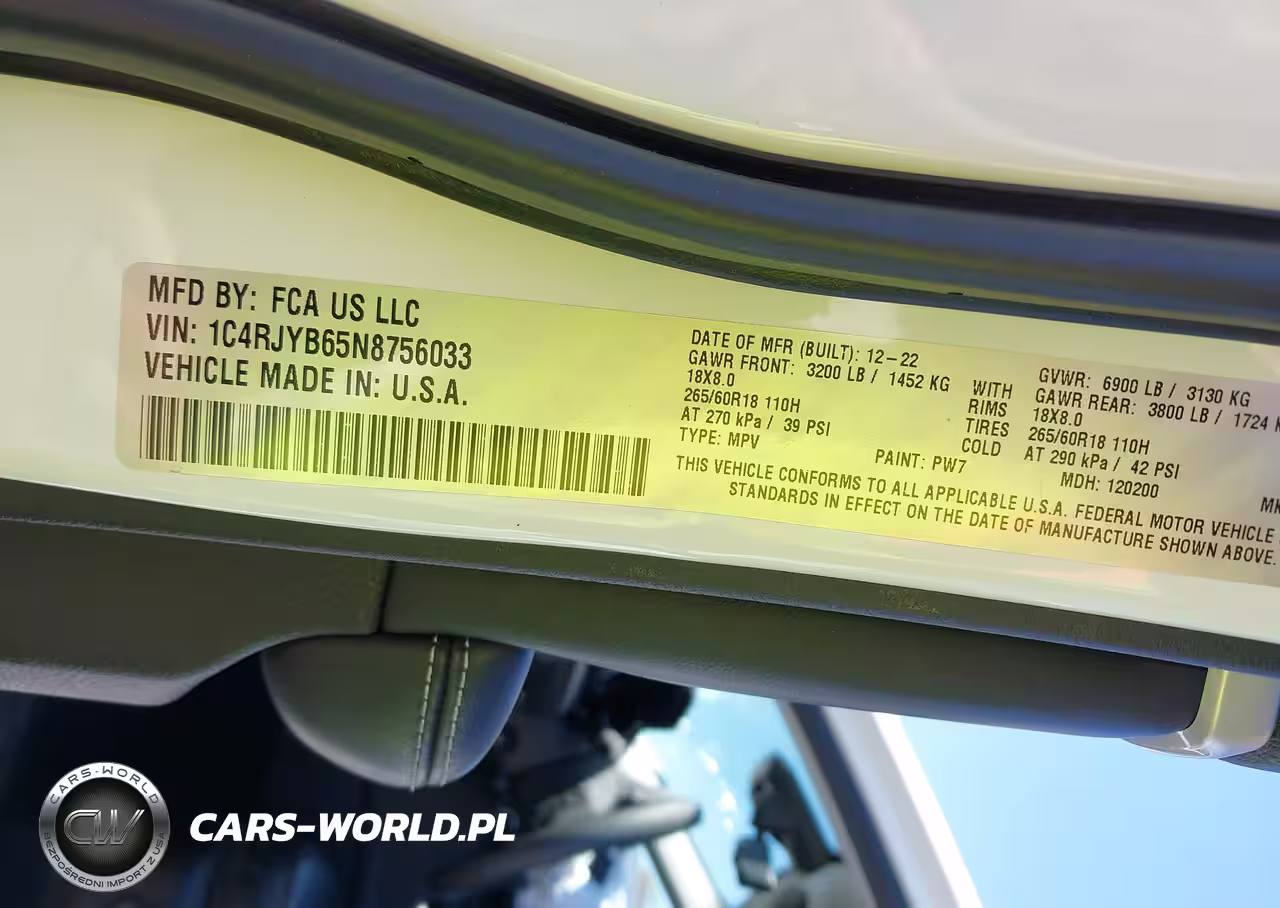 MFD BY: FCA US LLC
VIN: 1C4RJYB65N8756033
VEHICLE MADE IN: U.S.A.
DATE OF MFR (BUILT): 12-22
GAWR FRONT: 3200 LB / 1452 KG
18X8.0
265/60R18 110H
AT 270 kPa / 39 PSI
TYPE: MPV
WITH
RIMS
TIRES
COLD
GVWR: 6900 LB / 3130 KG
GAWR REAR: 3800 LB / 1724 K
18X8.0
265/60R18 110H
AT 290 kPa / 42 PSI
PAINT: PW7
MDH: 120200
THIS VEHICLE CONFORMS TO ALL APPLICABLE U.S.A. FEDERAL MOTOR VEHICLE
STANDARDS IN EFFECT ON THE DATE OF MANUFACTURE SHOWN ABOVE.
CARS-WORLD
CW
BEZPOŚREDNI IMPORT Z USA
CARS-WORLD.PL